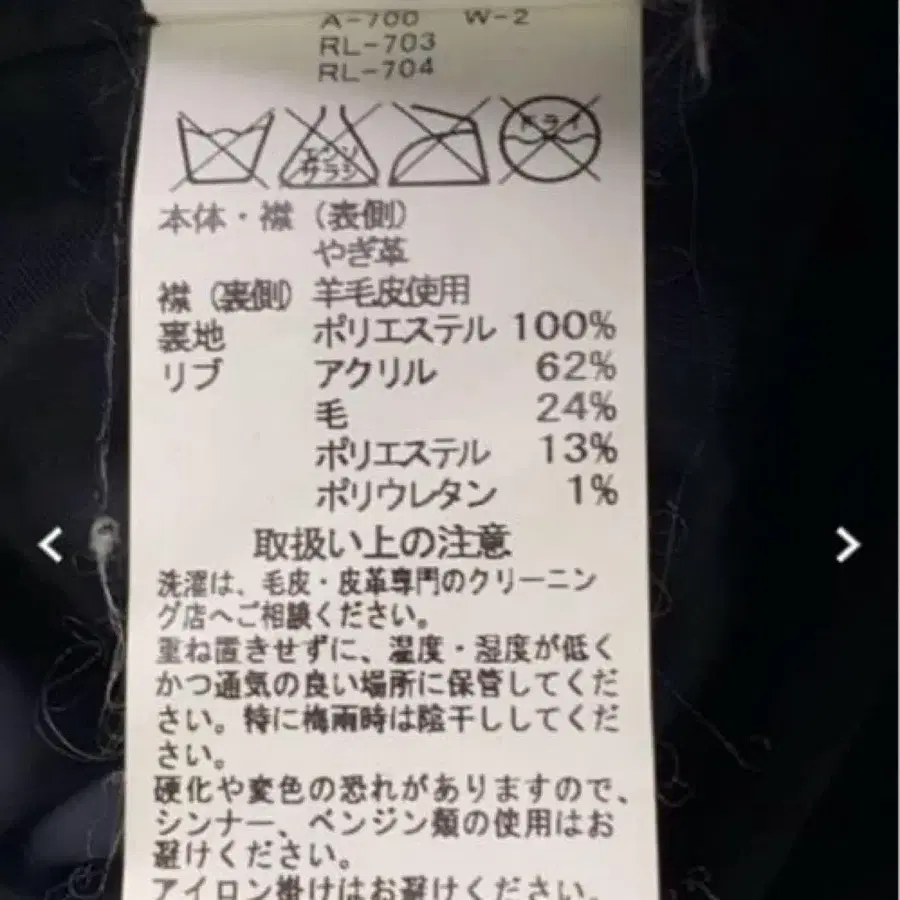 A-700 W-2
RL-703
RL-704
エンソ
サラシ
ドライ
本体・襟（表側）
やぎ革
襟（裏側） 羊毛皮使用
裏地 ポリエステル 100%
リブ アクリル 62%
毛 24%
ポリエステル 13%
ポリウレタン 1%
取扱い上の注意
洗濯は、毛皮・皮革専門のクリーニン
グ店へご相談ください。
重ね置きせずに、温度・湿度が低く
かつ通気の良い場所に保管してくだ
さい。特に梅雨時は陰干ししてくだ
さい。
硬化や変色の恐れがありますので、
シンナー、ベンジン類の使用はお
避けください。
アイロン掛けはお避けください。